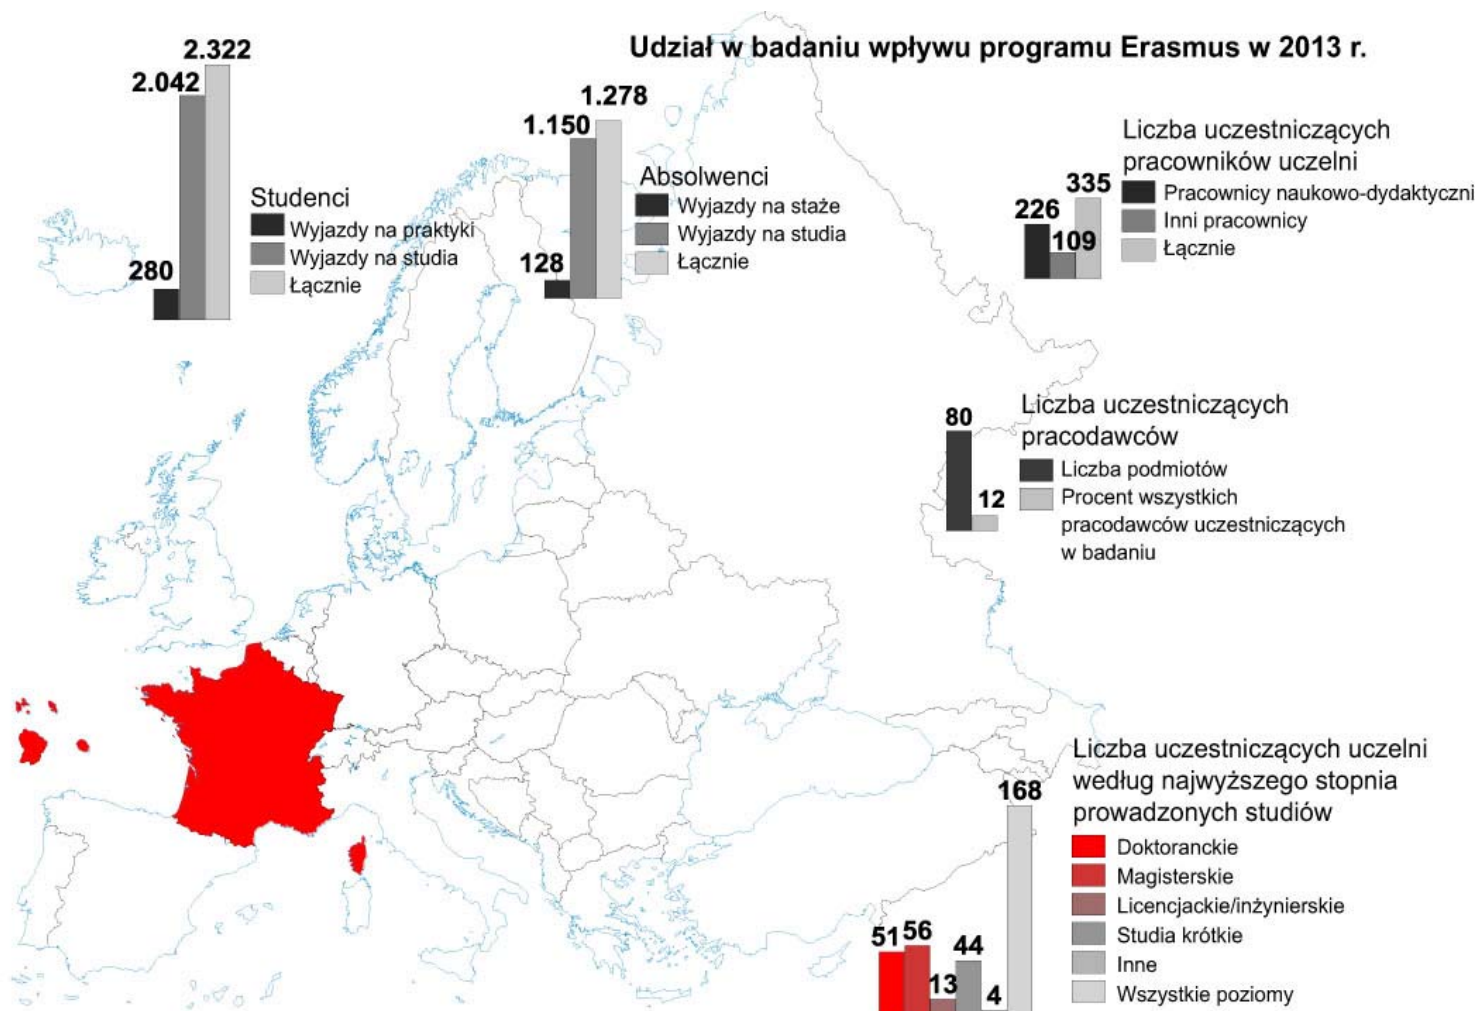 Udział w badaniu wpływu programu Erasmus w 2013 r.
2.322
2.042
280
Studenci
Wyjazdy na praktyki
Wyjazdy na studia
Łącznie
1.278
1.150
128
Absolwenci
Wyjazdy na staże
Wyjazdy na studia
Łącznie
Liczba uczestniczących
pracowników uczelni
Pracownicy naukowo-dydaktyczni
Inni pracownicy
Łącznie
335
226
109
80
12
Liczba uczestniczących
pracodawców
Liczba podmiotów
Procent wszystkich
pracodawców uczestniczących
w badaniu
Liczba uczestniczących uczelni
według najwyższego stopnia
prowadzonych studiów
Doktoranckie
Magisterskie
Licencjackie/inżynierskie
Studia krótkie
Inne
Wszystkie poziomy
168
51
56
13
44
4